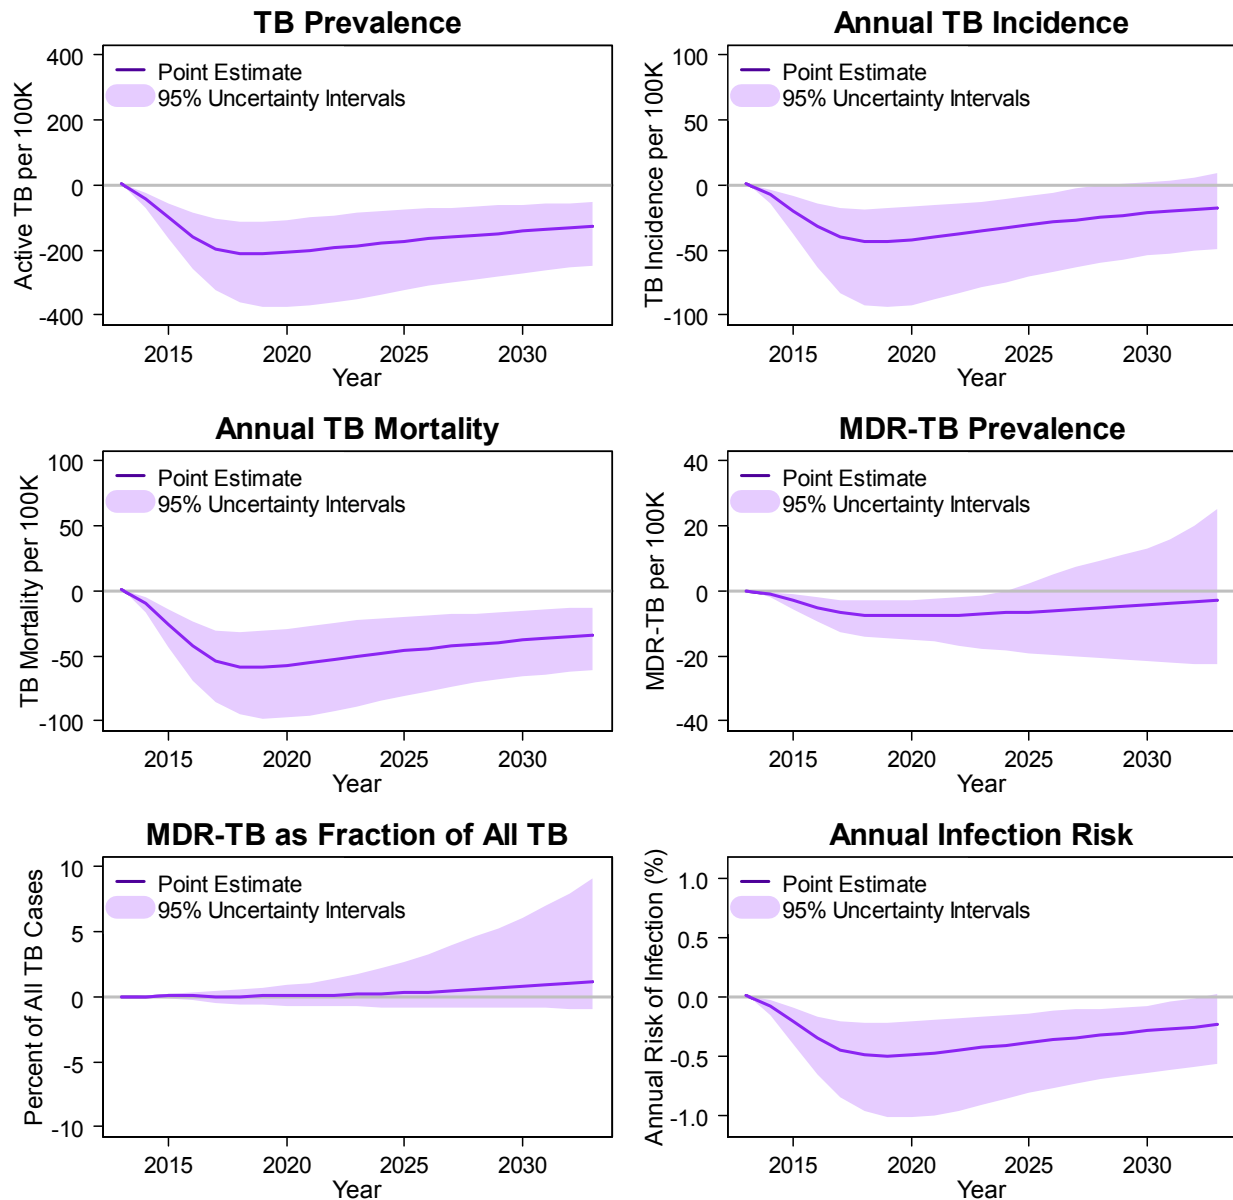 TB Prevalence
Active TB per 100K
400
200
0
-200
-400
Point Estimate
95% Uncertainty Intervals
2015 2020 2025 2030
Year
Annual TB Incidence
TB Incidence per 100K
100
50
0
-50
-100
Point Estimate
95% Uncertainty Intervals
2015 2020 2025 2030
Year
Annual TB Mortality
TB Mortality per 100K
100
50
0
-50
-100
Point Estimate
95% Uncertainty Intervals
2015 2020 2025 2030
Year
MDR-TB Prevalence
MDR-TB per 100K
40
20
0
-20
-40
Point Estimate
95% Uncertainty Intervals
2015 2020 2025 2030
Year
MDR-TB as Fraction of All TB
Percent of All TB Cases
10
5
0
-5
-10
Point Estimate
95% Uncertainty Intervals
2015 2020 2025 2030
Year
Annual Infection Risk
Annual Risk of Infection (%)
1.0
0.5
0.0
-0.5
-1.0
Point Estimate
95% Uncertainty Intervals
2015 2020 2025 2030
Year